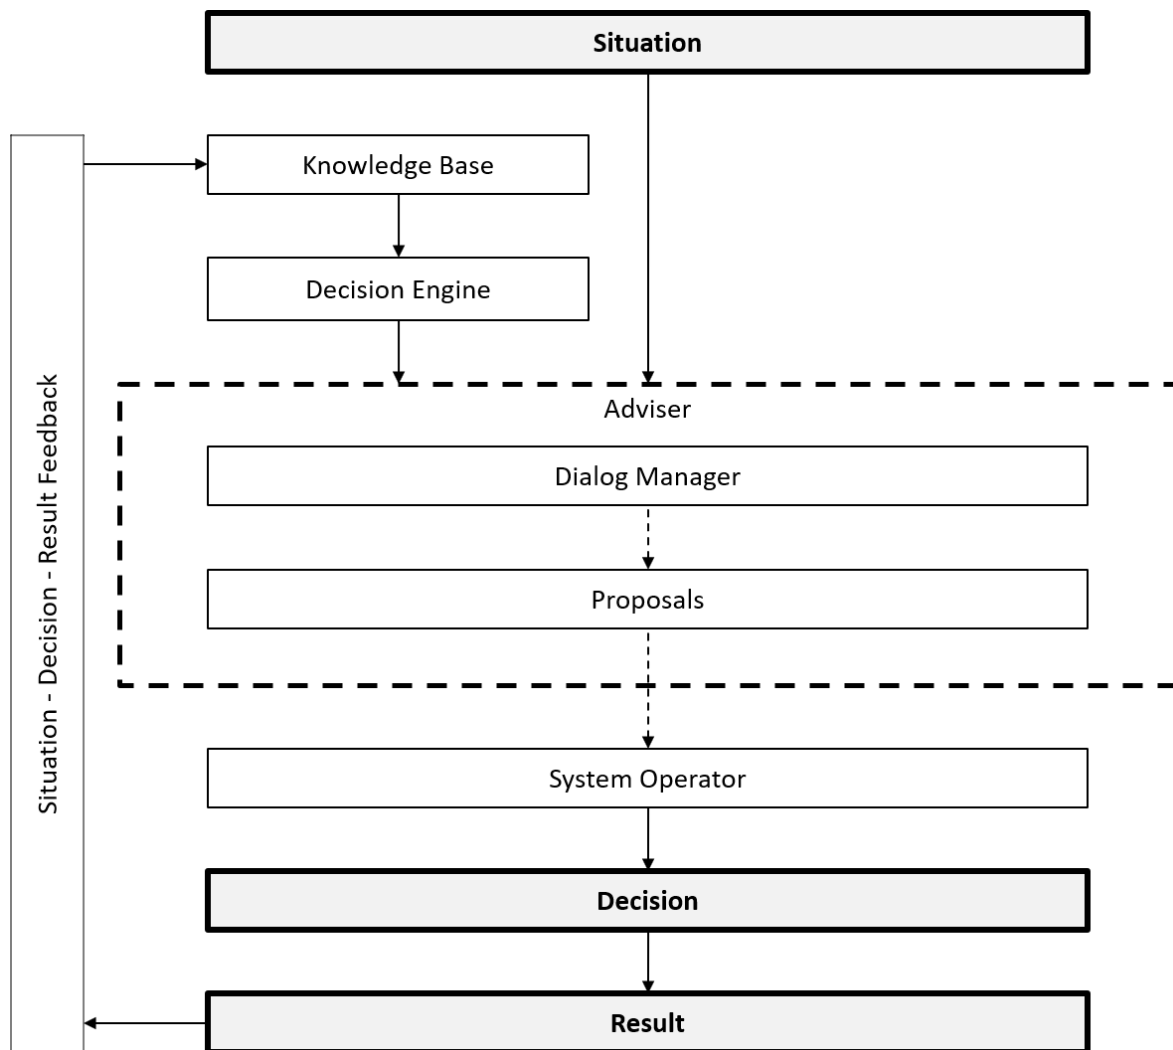 Situation
Knowledge Base
Decision Engine
Adviser
Dialog Manager
Proposals
System Operator
Decision
Result
Situation - Decision - Result Feedback